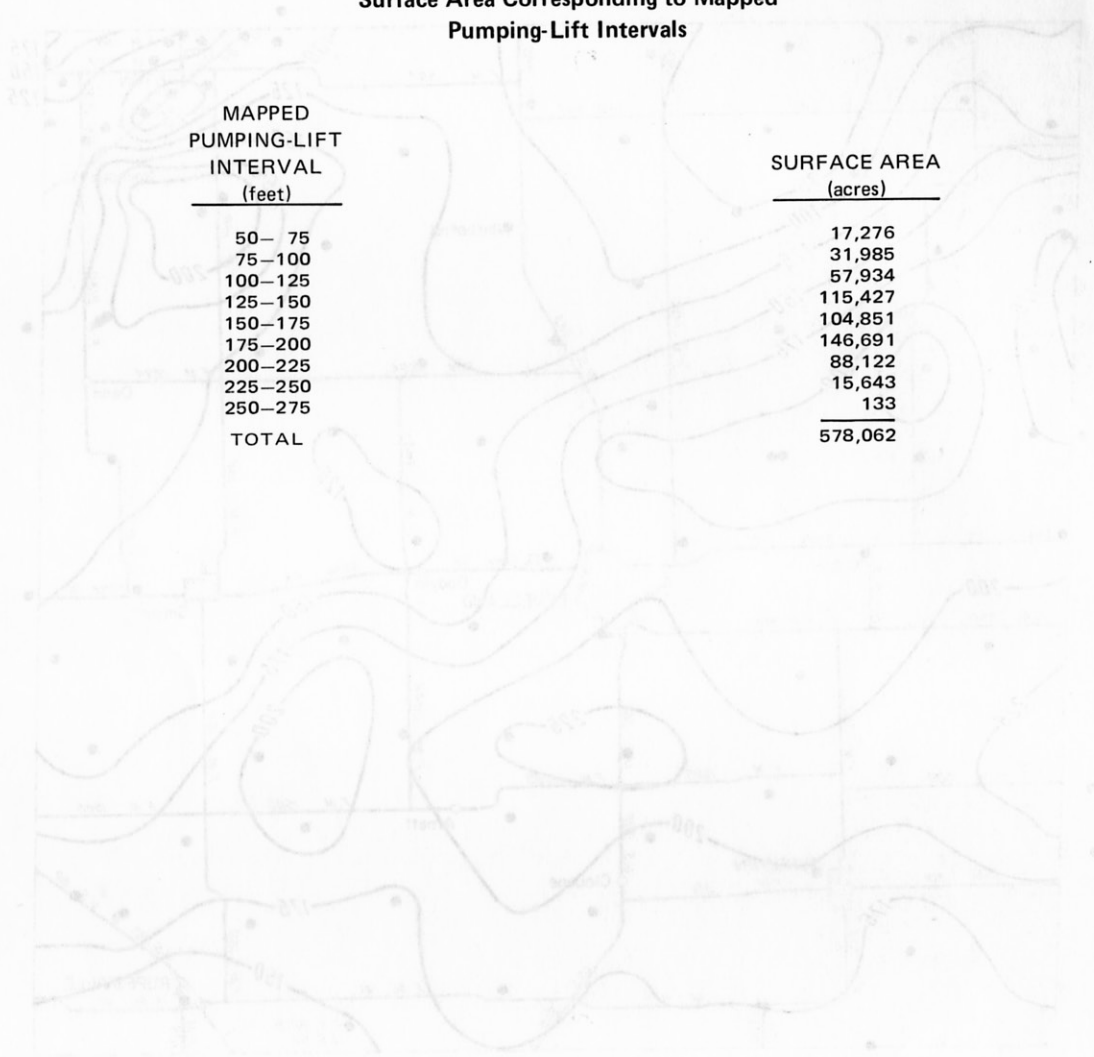 Surface Area Corresponding to Mapped
Pumping-Lift Intervals
MAPPED
PUMPING-LIFT
INTERVAL
(feet)
SURFACE AREA
(acres)
50— 75 17,276
75—100 31,985
100—125 57,934
125—150 115,427
150—175 104,851
175—200 146,691
200—225 88,122
225—250 15,643
250—275 133
TOTAL 578,062